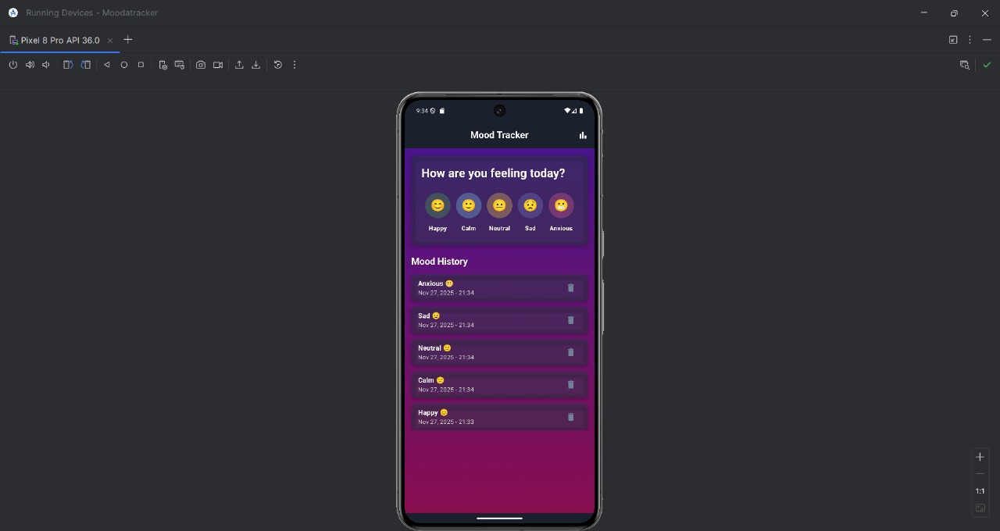 Running Devices - Moodatracker
Pixel 8 Pro API 36.0
9:34
Mood Tracker
How are you feeling today?
Happy Calm Neutral Sad Anxious
Mood History
Anxious
Nov 27, 2025 - 21:34
Sad
Nov 27, 2025 - 21:34
Neutral
Nov 27, 2025 - 21:34
Calm
Nov 27, 2025 - 21:34
Happy
Nov 27, 2025 - 21:33
1:1